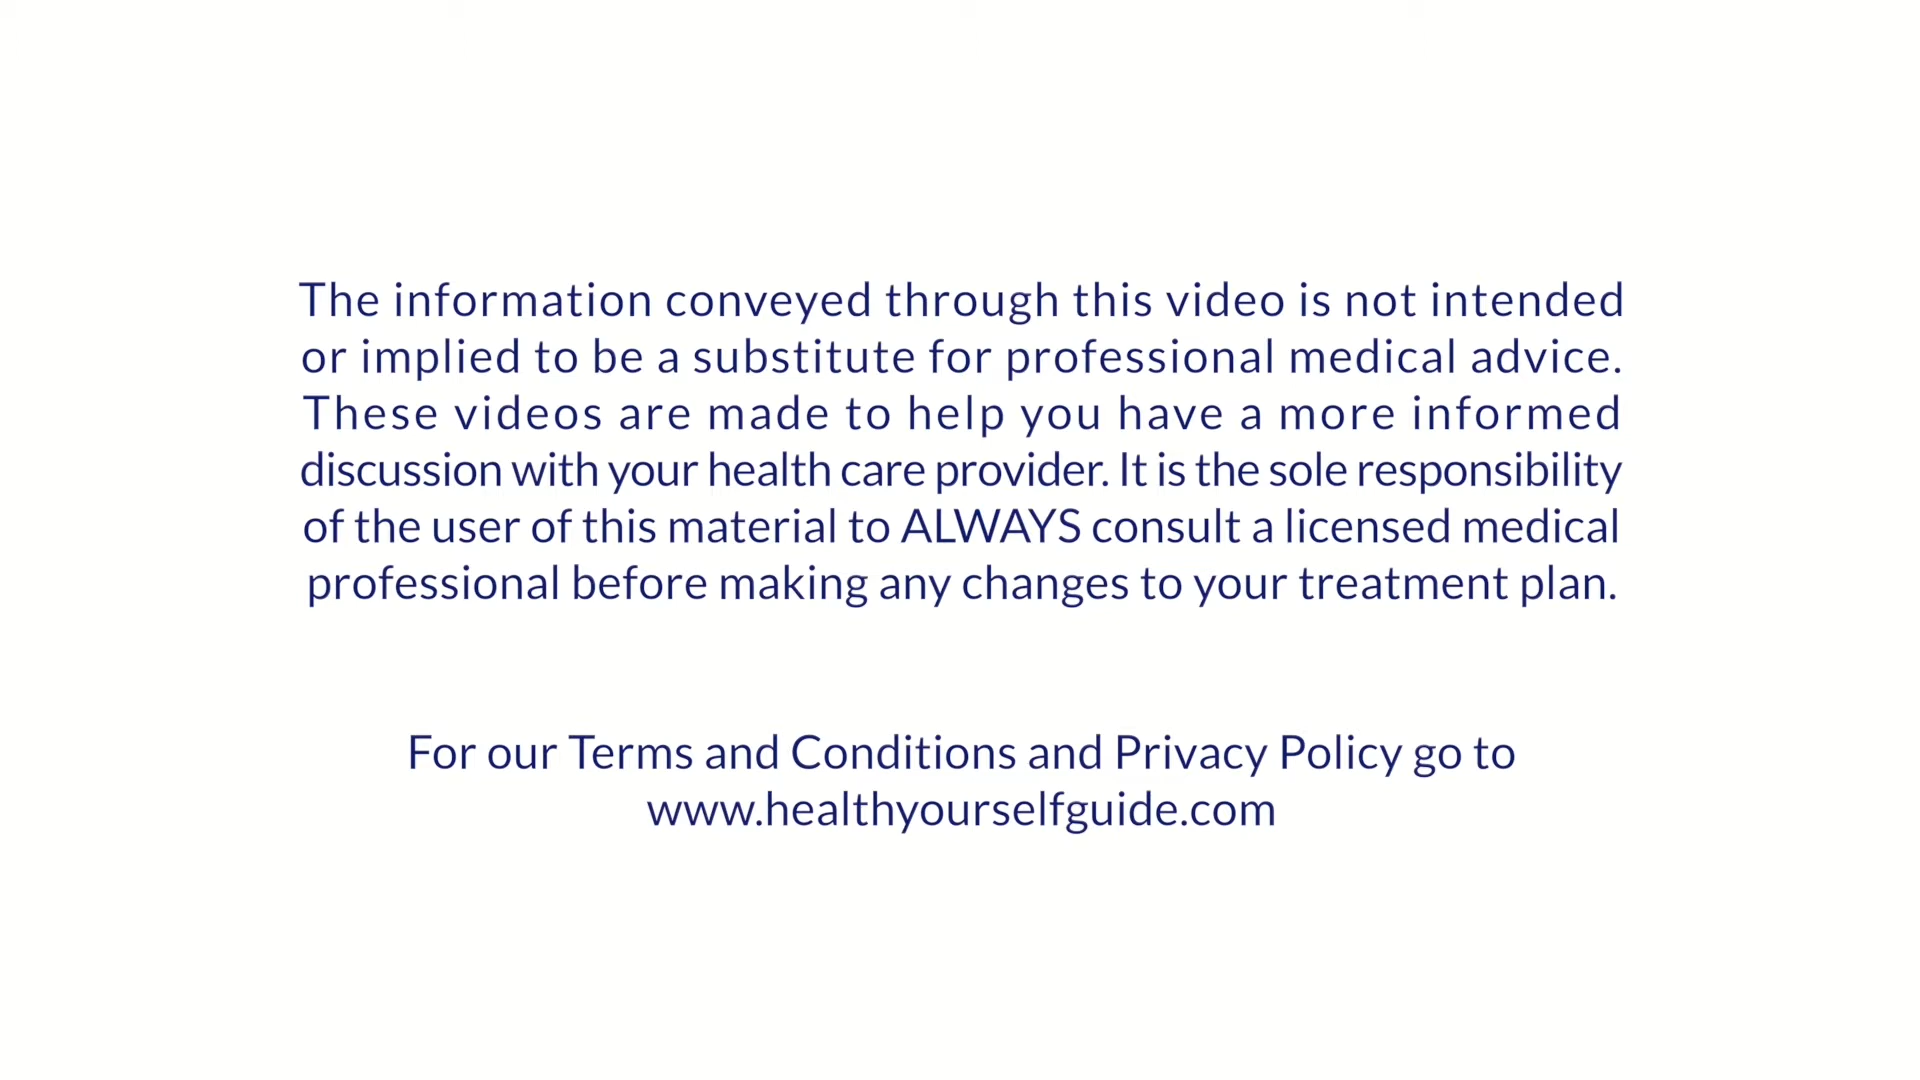 The information conveyed through this video is not intended
or implied to be a substitute for professional medical advice.
These videos are made to help you have a more informed
discussion with your health care provider. It is the sole responsibility
of the user of this material to ALWAYS consult a licensed medical
professional before making any changes to your treatment plan.
For our Terms and Conditions and Privacy Policy go to
www.healthyourselfguide.com